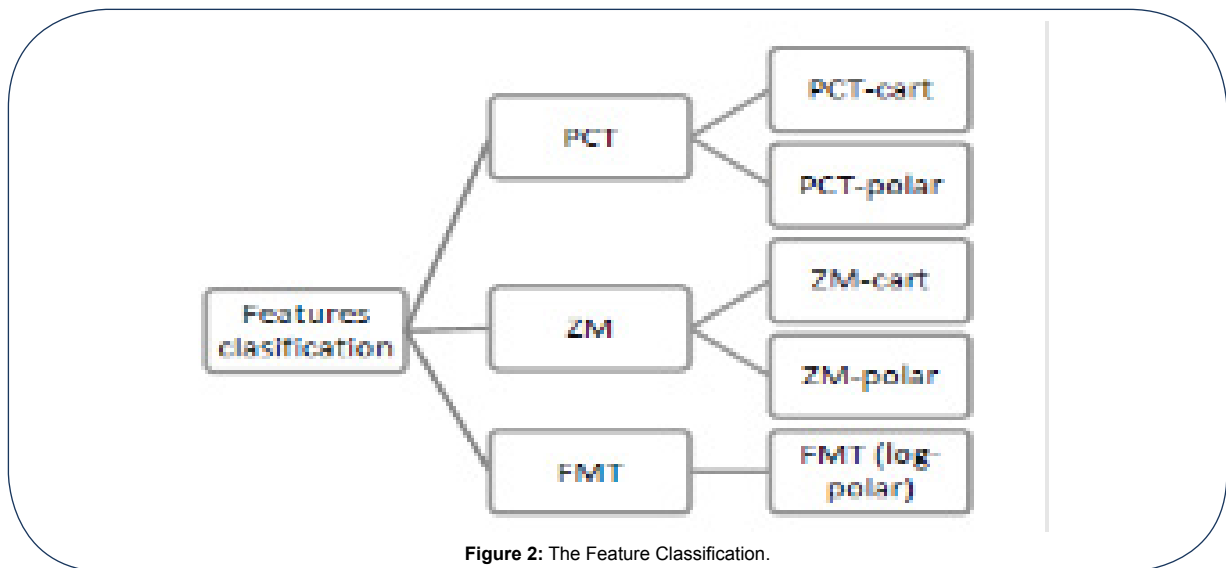 PCT-cart
PCT
PCT-polar
ZM-cart
Features
clasification
ZM
ZM-polar
FMT
FMT (log-
polar)
Figure 2: The Feature Classification.